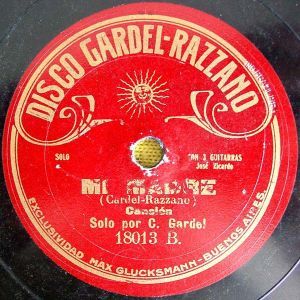 DISCO GARDEL-RAZZANO
SOLO
CON 3 GUITARRAS
José Ricardo
MI MADRE
(Gardel-Razzano)
Canción
Solo por C. Gardel
18013 B.
EXCLUSIVIDAD MAX GLUCKSMANN-BUENOS AIRES